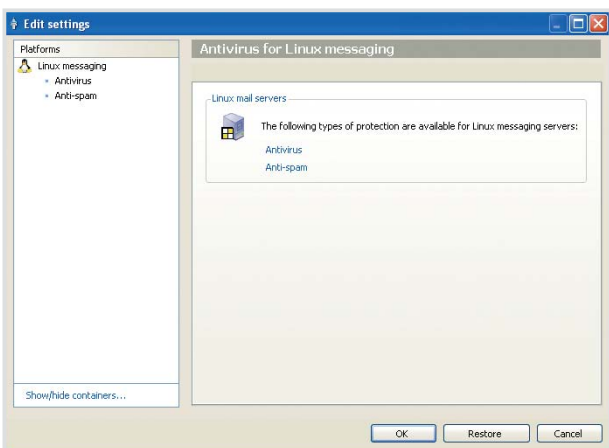 Edit settings
Platforms
Linux messaging
Antivirus
Anti-spam
Show/hide containers...
Antivirus for Linux messaging
Linux mail servers
The following types of protection are available for Linux messaging servers:
Antivirus
Anti-spam
OK
Restore
Cancel